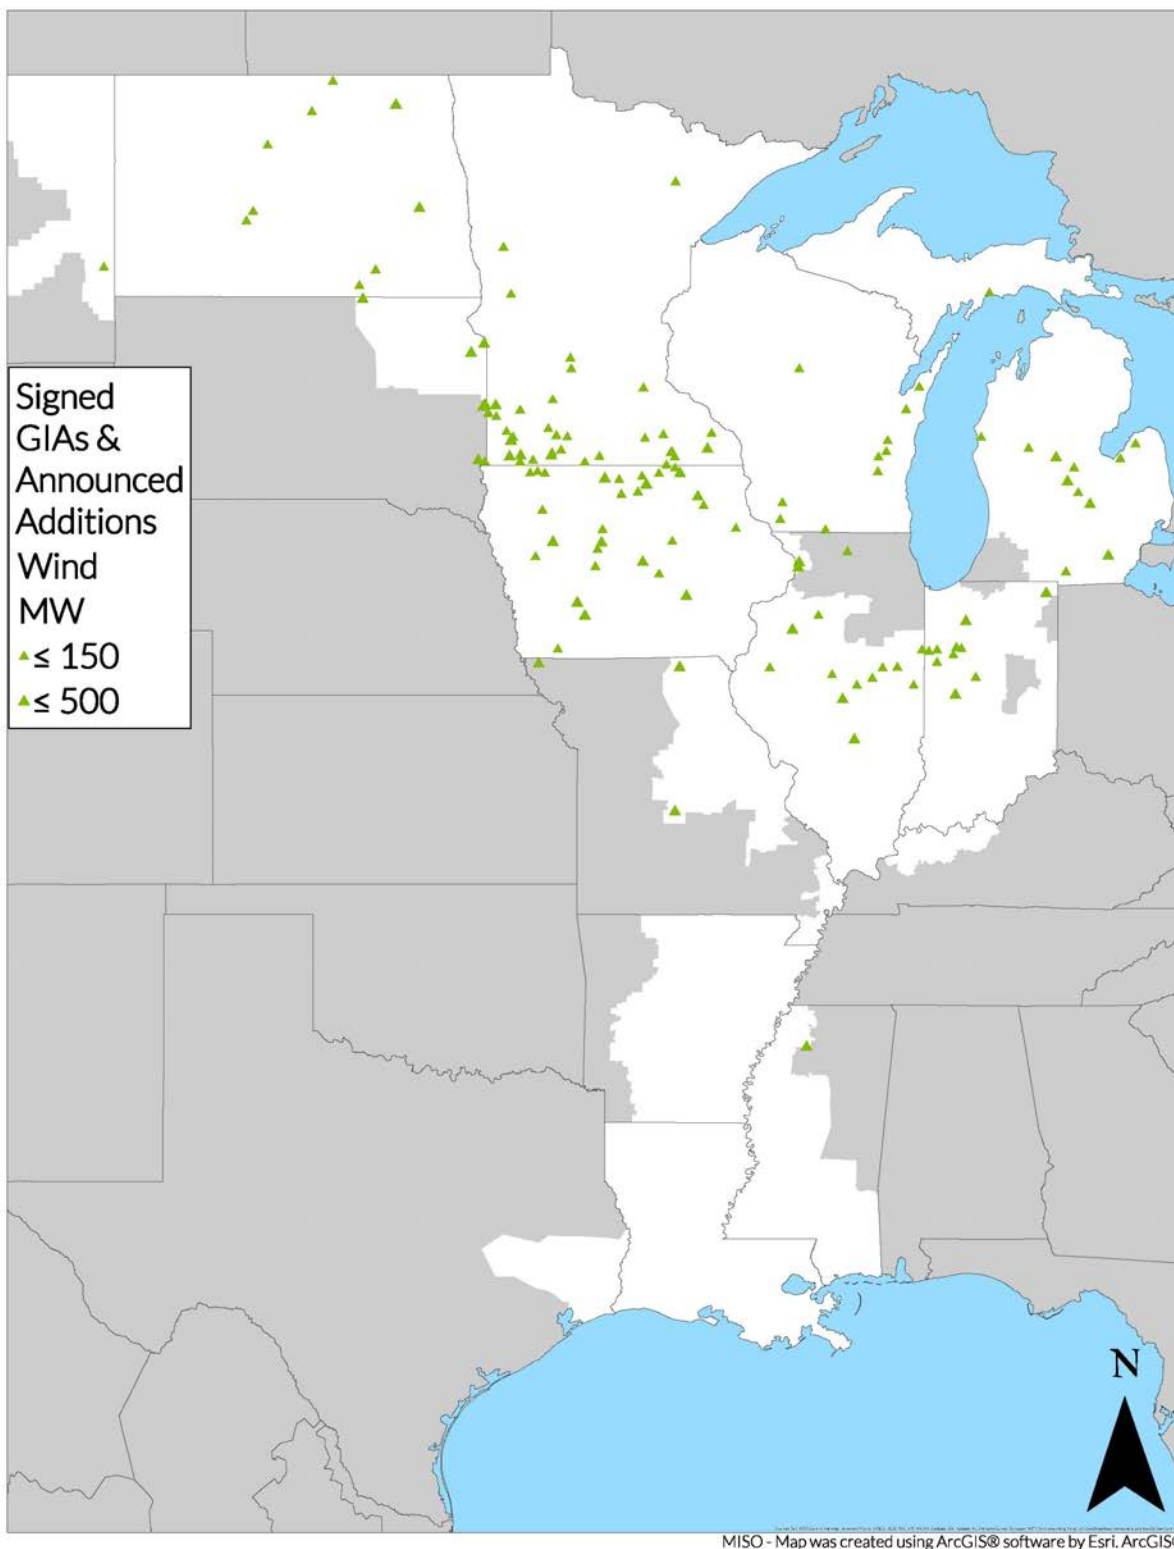 Signed
GIAs &
Announced
Additions
Wind
MW
≤ 150
≤ 500
N
MISO - Map was created using ArcGIS® software by Esri. ArcGIS